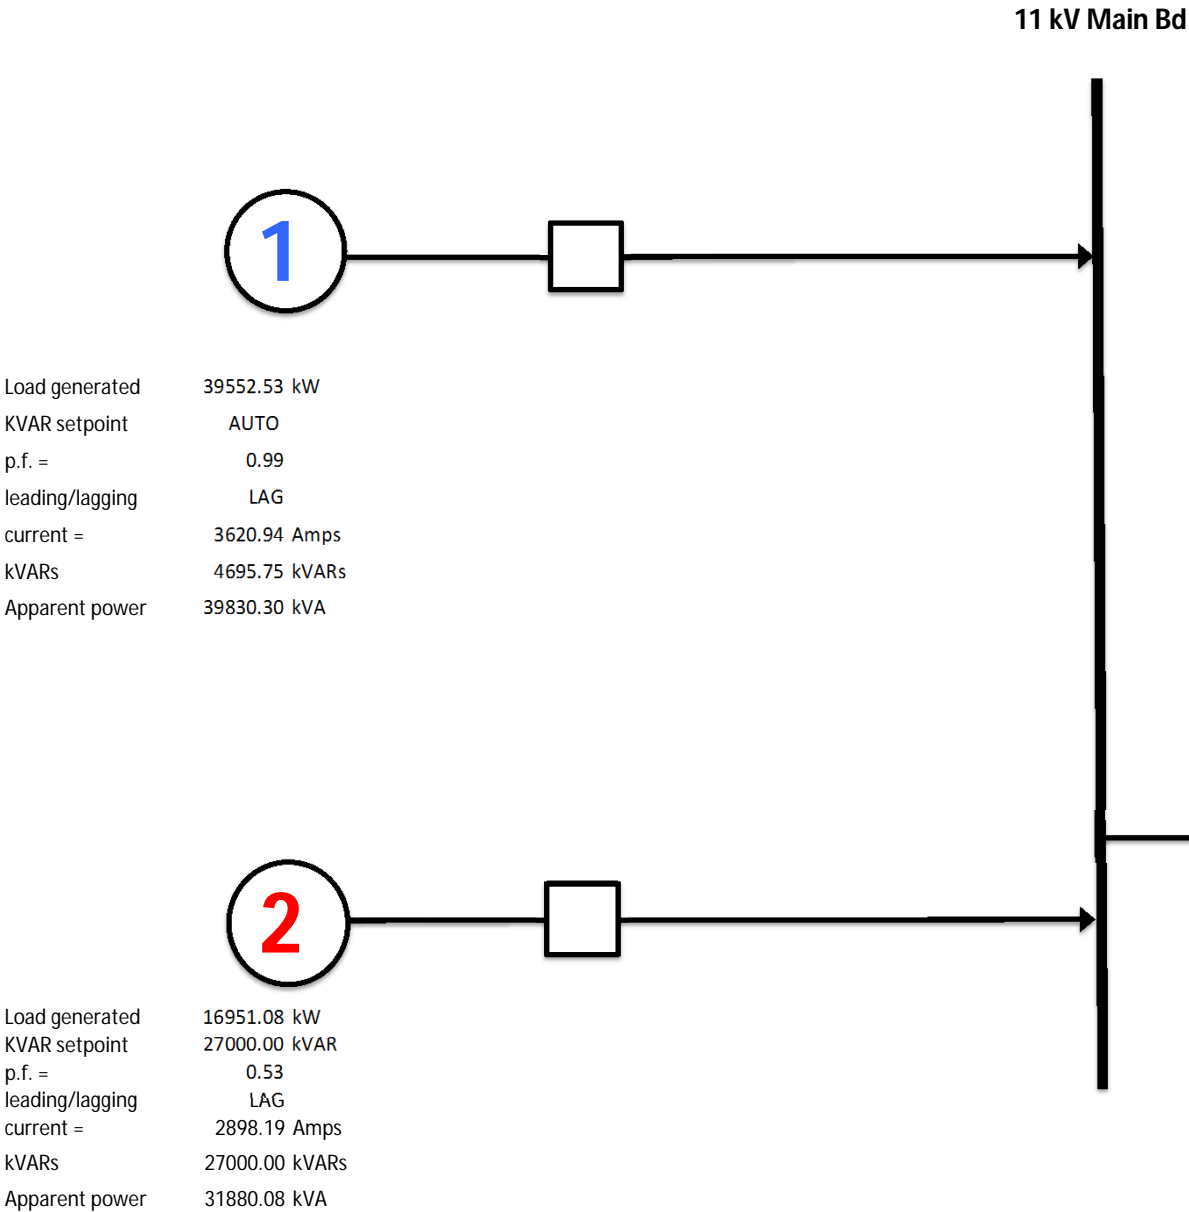 11 kV Main Bd
1
Load generated 39552.53 kW
KVAR setpoint AUTO
p.f. = 0.99
leading/lagging LAG
current = 3620.94 Amps
kVARs 4695.75 kVARs
Apparent power 39830.30 kVA
2
Load generated 16951.08 kW
KVAR setpoint 27000.00 kVAR
p.f. = 0.53
leading/lagging LAG
current = 2898.19 Amps
kVARs 27000.00 kVARs
Apparent power 31880.08 kVA